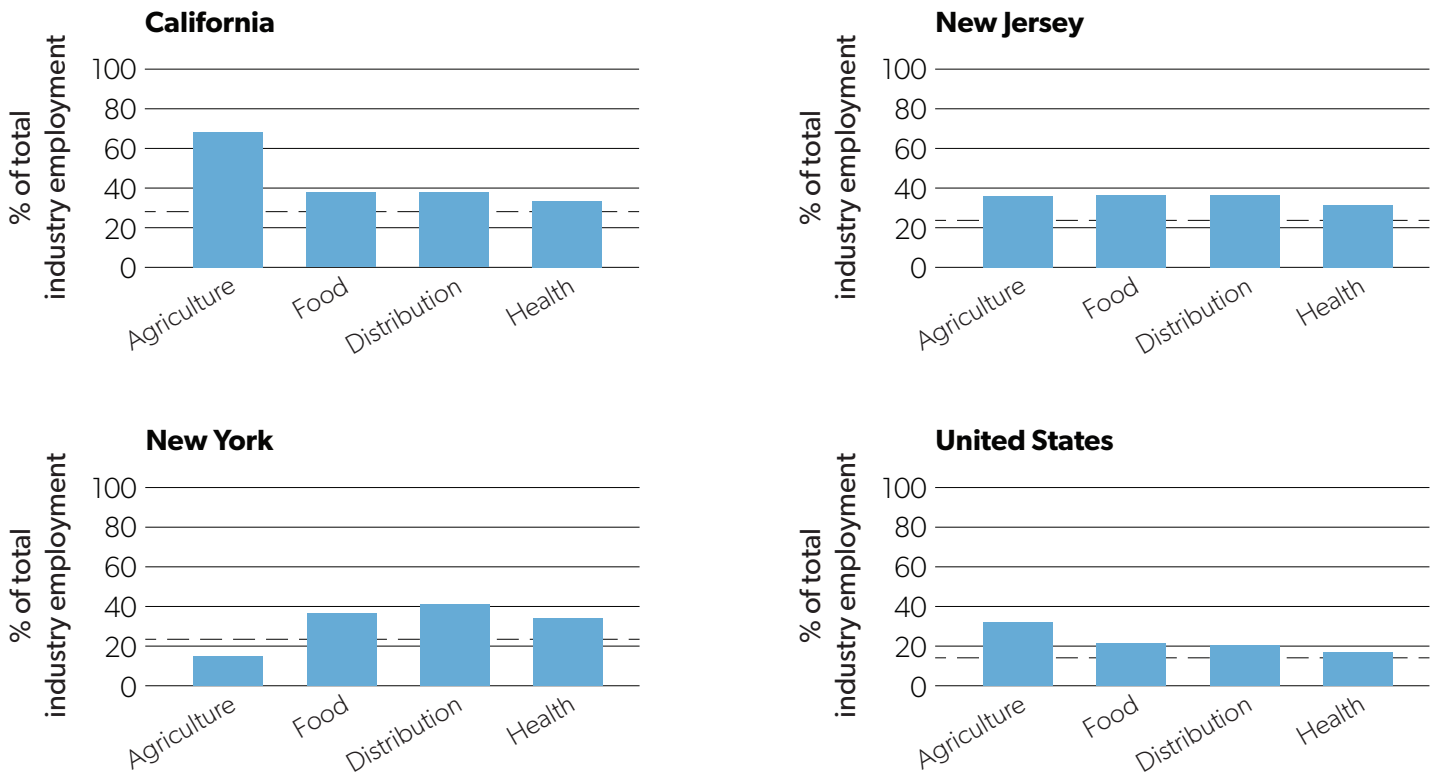 California
% of total
industry employment
100
80
60
40
20
0
Agriculture
Food
Distribution
Health
New Jersey
% of total
industry employment
100
80
60
40
20
0
Agriculture
Food
Distribution
Health
New York
% of total
industry employment
100
80
60
40
20
0
Agriculture
Food
Distribution
Health
United States
% of total
industry employment
100
80
60
40
20
0
Agriculture
Food
Distribution
Health